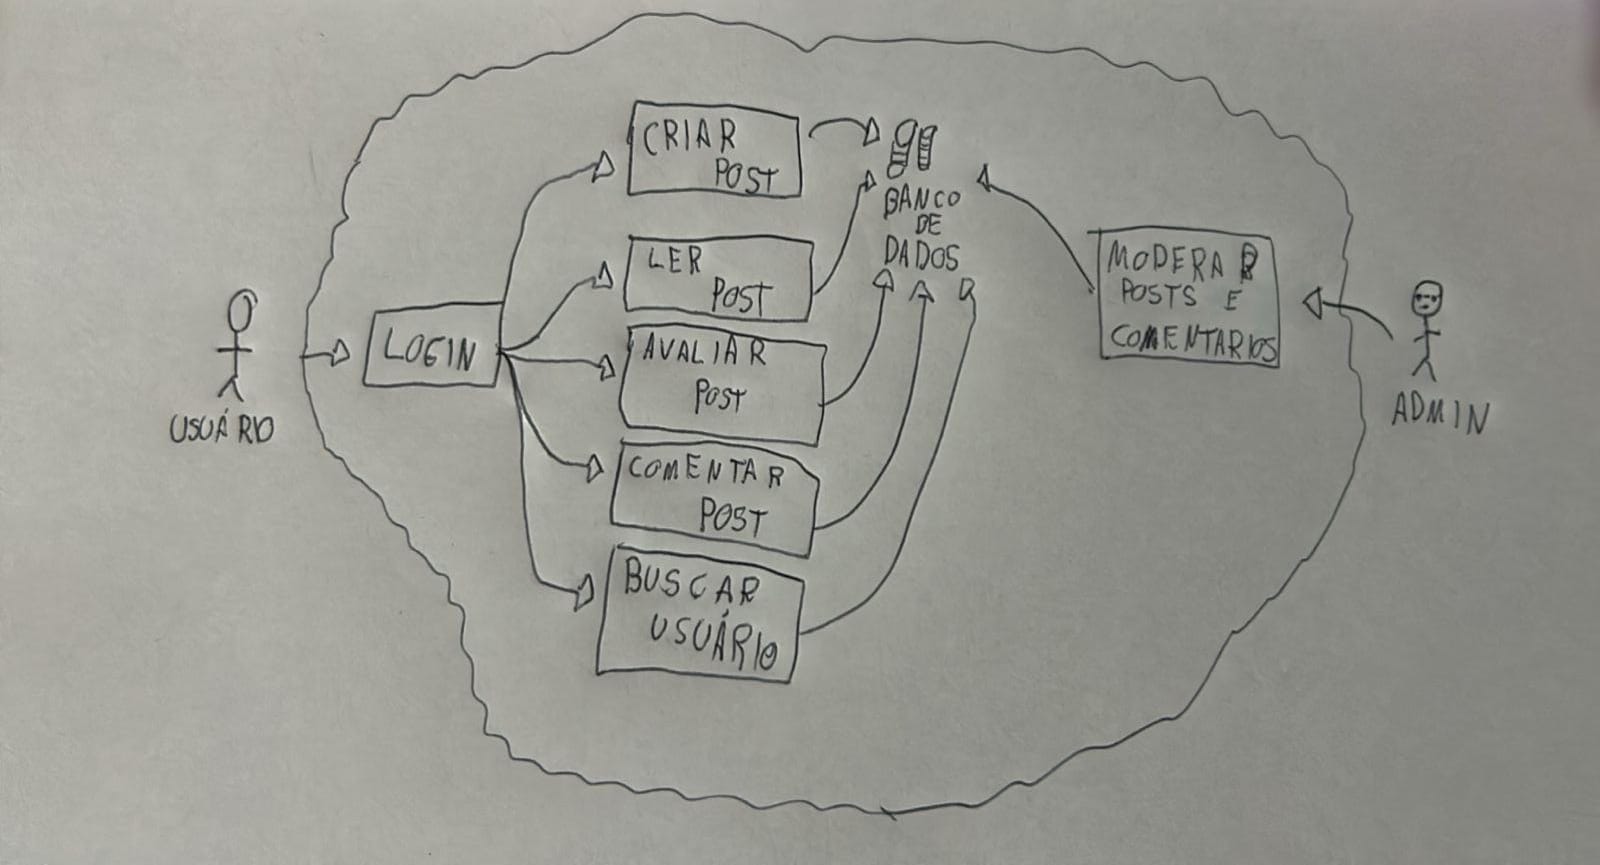 CRIAR
POST
BANCO
DE
DADOS
LER
POST
MODERAR
POSTS E
COMENTARIOS
LOGIN
AVALIAR
POST
USUÁRIO
ADMIN
COMENTAR
POST
BUSCAR
USUÁRIO